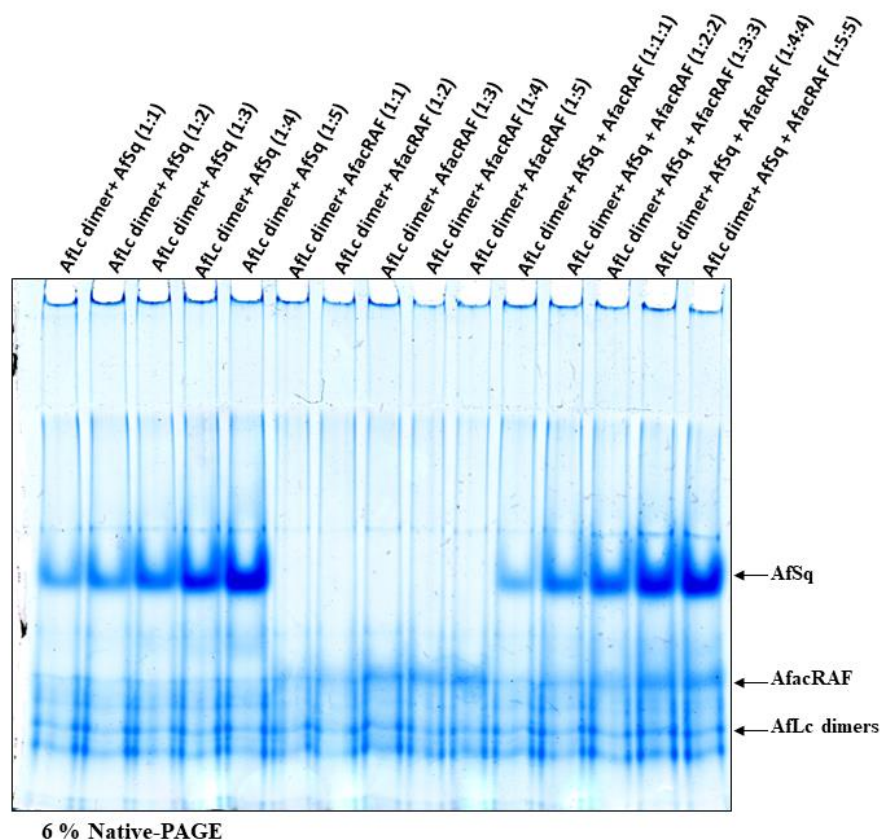 AfLc dimer+ AfSq (1:1)
AfLc dimer+ AfSq (1:2)
AfLc dimer+ AfSq (1:3)
AfLc dimer+ AfSq (1:4)
AfLc dimer+ AfSq (1:5)
AfLc dimer+ AfacRAF (1:1)
AfLc dimer+ AfacRAF (1:2)
AfLc dimer+ AfacRAF (1:3)
AfLc dimer+ AfacRAF (1:4)
AfLc dimer+ AfacRAF (1:5)
AfLc dimer+ AfSq + AfacRAF (1:1:1)
AfLc dimer+ AfSq + AfacRAF (1:2:2)
AfLc dimer+ AfSq + AfacRAF (1:3:3)
AfLc dimer+ AfSq + AfacRAF (1:4:4)
AfLc dimer+ AfSq + AfacRAF (1:5:5)
AfSq
AfacRAF
AfLc dimers
6 % Native-PAGE